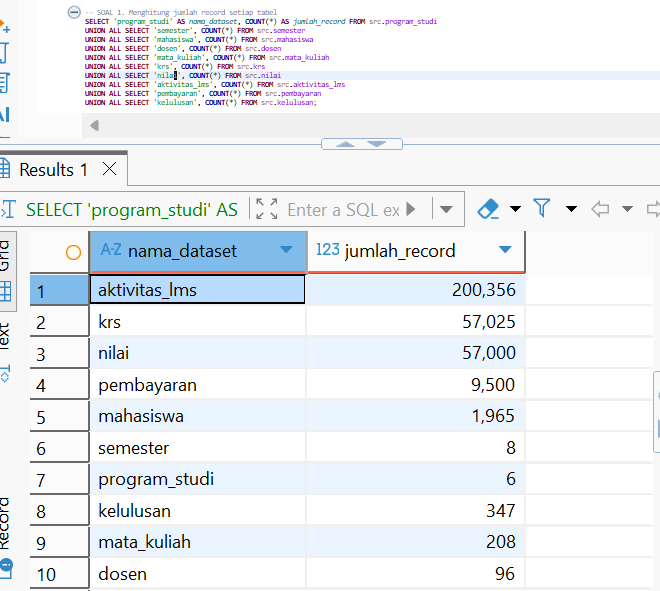 -- SOAL 1. Menghitung jumlah record setiap tabel
SELECT 'program_studi' AS nama_dataset, COUNT(*) AS jumlah_record FROM src.program_studi
UNION ALL SELECT 'semester', COUNT(*) FROM src.semester
UNION ALL SELECT 'mahasiswa', COUNT(*) FROM src.mahasiswa
UNION ALL SELECT 'dosen', COUNT(*) FROM src.dosen
UNION ALL SELECT 'mata_kuliah', COUNT(*) FROM src.mata_kuliah
UNION ALL SELECT 'krs', COUNT(*) FROM src.krs
UNION ALL SELECT 'nilai', COUNT(*) FROM src.nilai
UNION ALL SELECT 'aktivitas_lms', COUNT(*) FROM src.aktivitas_lms
UNION ALL SELECT 'pembayaran', COUNT(*) FROM src.pembayaran
UNION ALL SELECT 'kelulusan', COUNT(*) FROM src.kelulusan;
AI
Results 1
SELECT 'program_studi' AS
Enter a SQL ex
Grid
Text
Record
A-Z nama_dataset 123 jumlah_record
1 aktivitas_lms 200,356
2 krs 57,025
3 nilai 57,000
4 pembayaran 9,500
5 mahasiswa 1,965
6 semester 8
7 program_studi 6
8 kelulusan 347
9 mata_kuliah 208
10 dosen 96